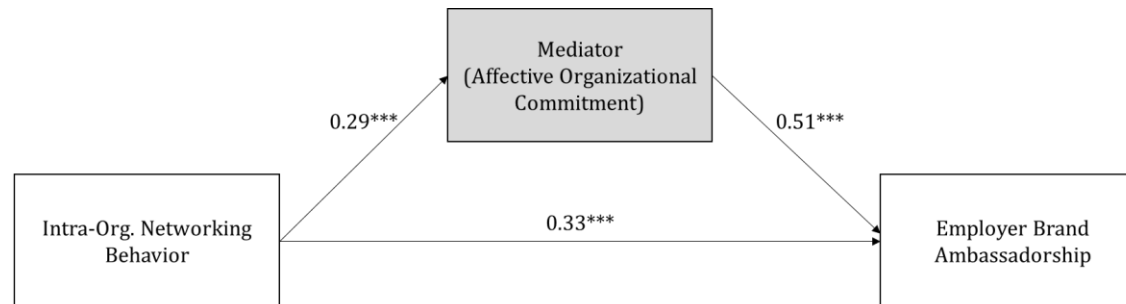 Mediator
(Affective Organizational
Commitment)
0.29***
0.51***
Intra-Org. Networking
Behavior
0.33***
Employer Brand
Ambassadorship